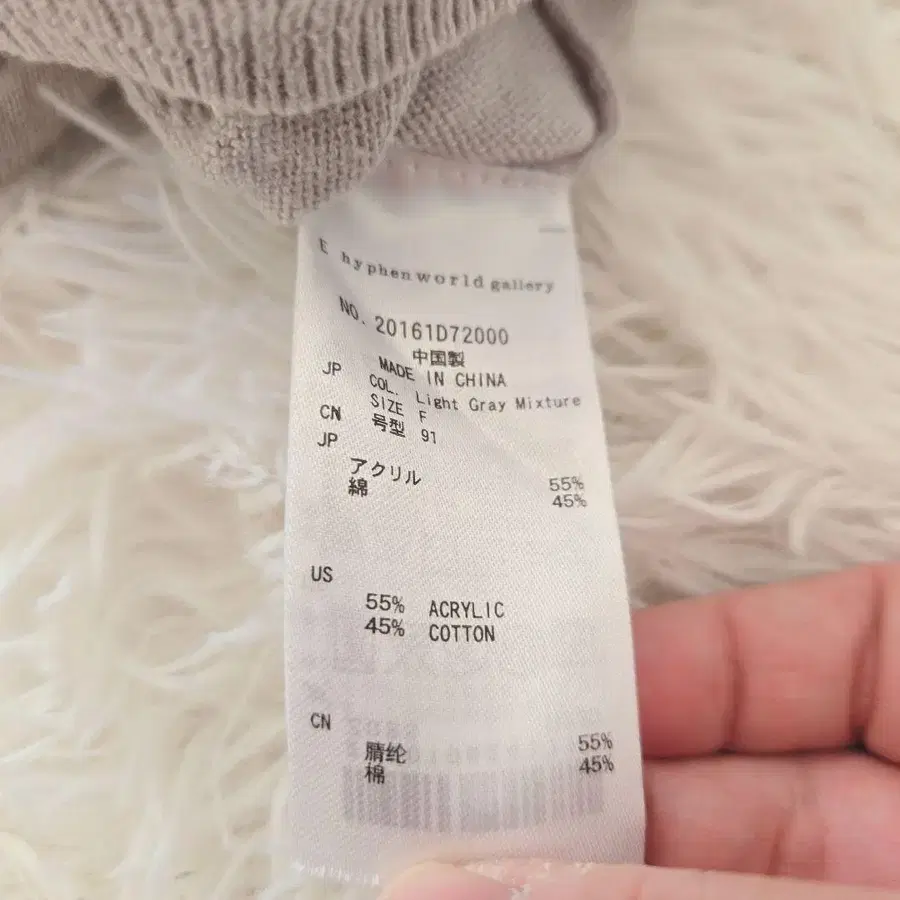 E hyphen world gallery
NO. 20161D72000
中国製
JP MADE IN CHINA
COL. Light Gray Mixture
SIZE F
CN 号型 91
JP
アクリル 55%
綿 45%
US
55% ACRYLIC
45% COTTON
CN
腈纶 55%
棉 45%